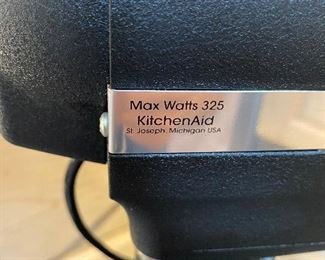 Max Watts 325
KitchenAid
St. Joseph, Michigan USA